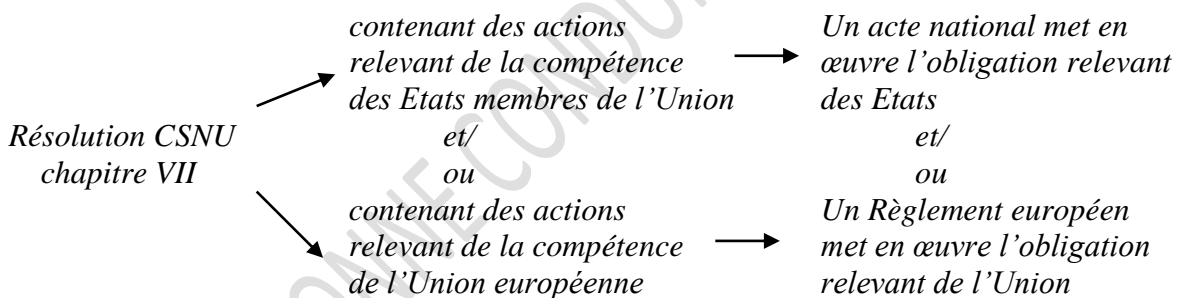 contenant des actions
relevant de la compétence
des Etats membres de l'Union
Un acte national met en
œuvre l'obligation relevant
des Etats
Résolution CSNU
chapitre VII
et/
ou
et/
ou
contenant des actions
relevant de la compétence
de l'Union européenne
Un Règlement européen
met en œuvre l'obligation
relevant de l'Union